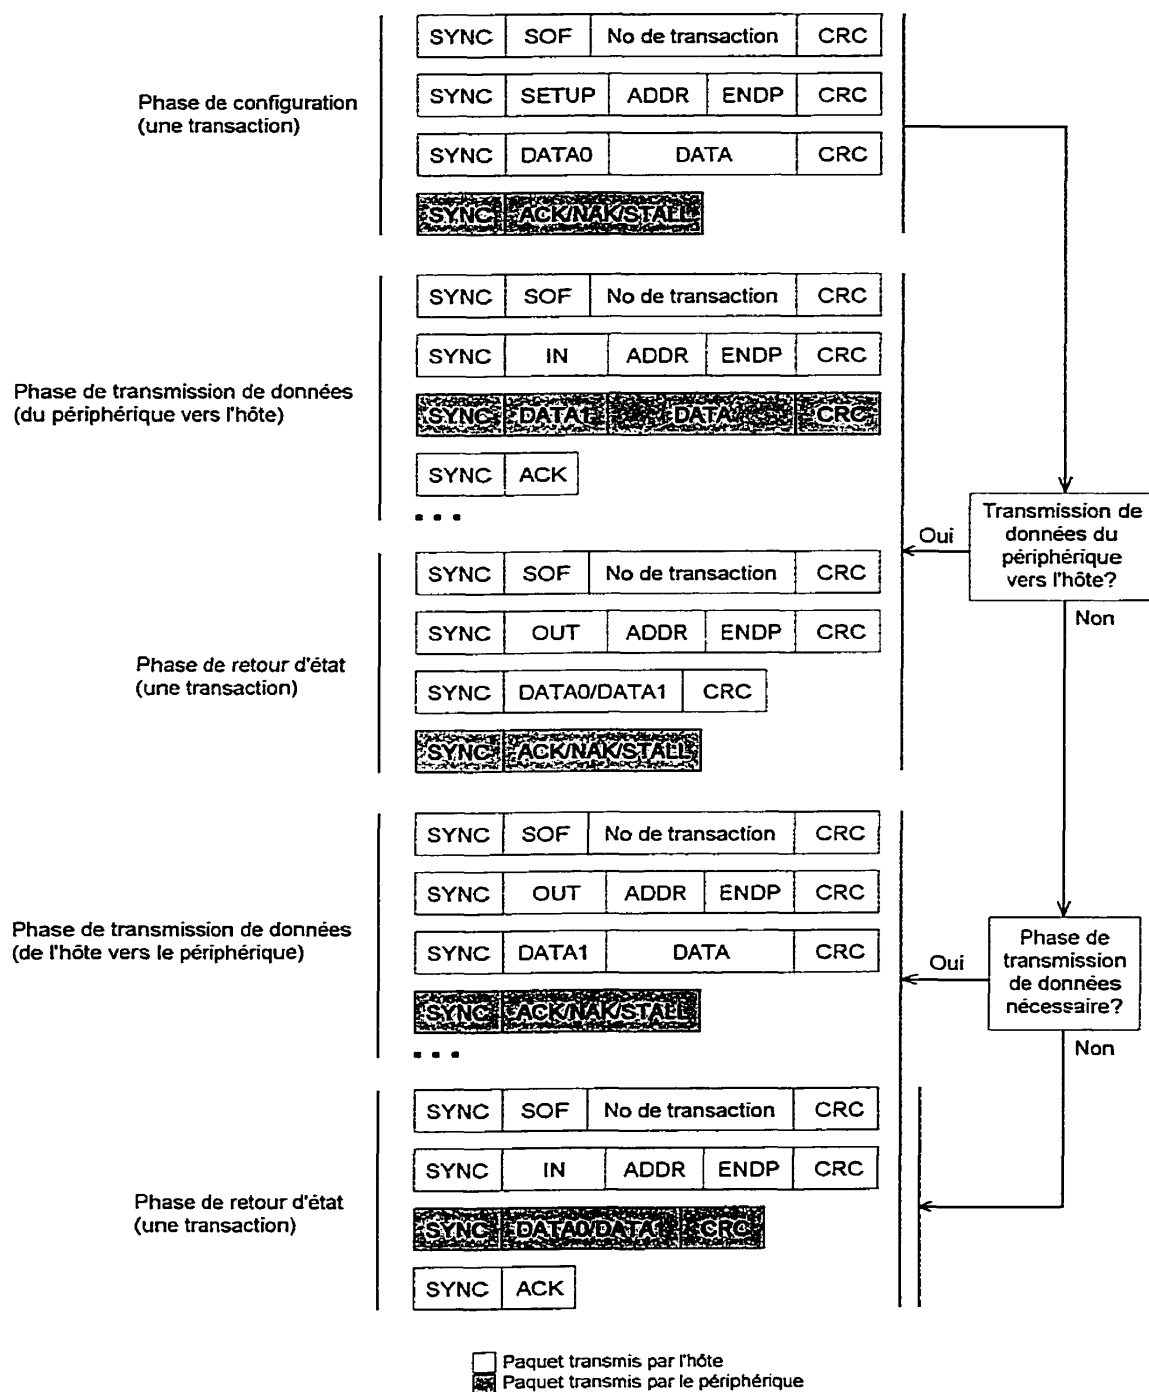 SYNC SOF No de transaction CRC
Phase de configuration
(une transaction)
SYNC SETUP ADDR ENDP CRC
SYNC DATA0 DATA CRC
SYNC ACK/NAK/STALL
SYNC SOF No de transaction CRC
SYNC IN ADDR ENDP CRC
Phase de transmission de données
(du périphérique vers l'hôte)
SYNC DATA1 DATA CRC
SYNC ACK
...
Transmission de
données du
périphérique
vers l'hôte?
Oui
Non
SYNC SOF No de transaction CRC
SYNC OUT ADDR ENDP CRC
Phase de retour d'état
(une transaction)
SYNC DATA0/DATA1 CRC
SYNC ACK/NAK/STALL
SYNC SOF No de transaction CRC
SYNC OUT ADDR ENDP CRC
Phase de transmission de données
(de l'hôte vers le périphérique)
SYNC DATA1 DATA CRC
SYNC ACK/NAK/STALL
...
Phase de
transmission
de données
nécessaire?
Oui
Non
SYNC SOF No de transaction CRC
SYNC IN ADDR ENDP CRC
Phase de retour d'état
(une transaction)
SYNC DATA0/DATA1 CRC
SYNC ACK
Paquet transmis par l'hôte
Paquet transmis par le périphérique